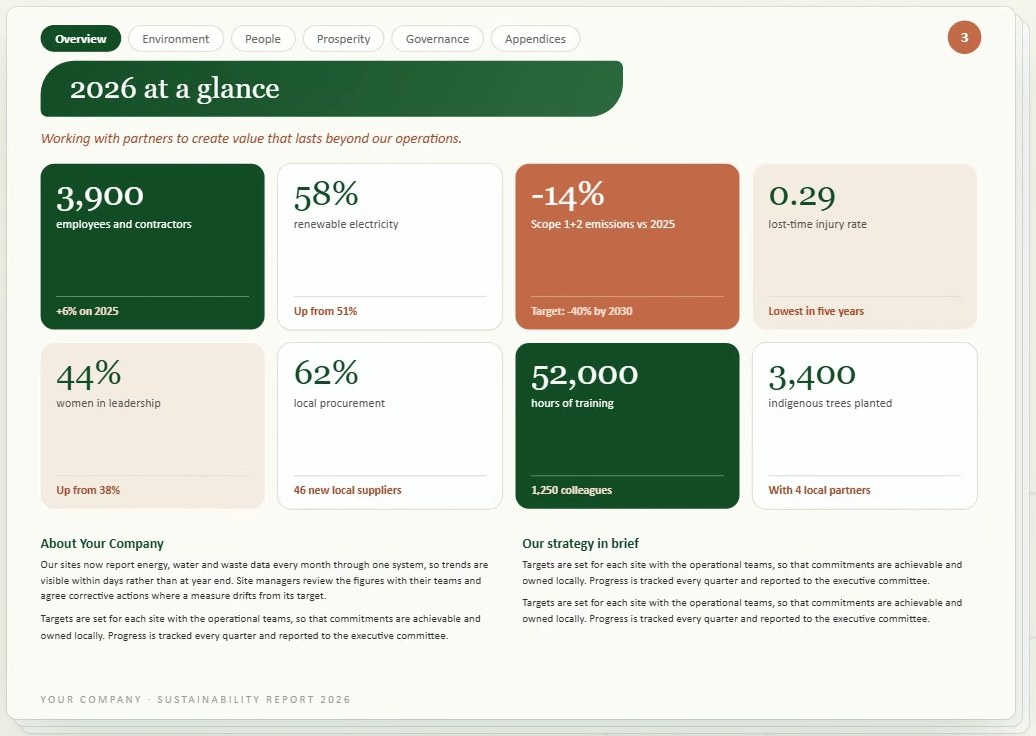 Overview
Environment
People
Prosperity
Governance
Appendices
3
2026 at a glance
Working with partners to create value that lasts beyond our operations.
3,900
employees and contractors
+6% on 2025
58%
renewable electricity
Up from 51%
-14%
Scope 1+2 emissions vs 2025
Target: -40% by 2030
0.29
lost-time injury rate
Lowest in five years
44%
women in leadership
Up from 38%
62%
local procurement
46 new local suppliers
52,000
hours of training
1,250 colleagues
3,400
indigenous trees planted
With 4 local partners
About Your Company
Our sites now report energy, water and waste data every month through one system, so trends are
visible within days rather than at year end. Site managers review the figures with their teams and
agree corrective actions where a measure drifts from its target.
Targets are set for each site with the operational teams, so that commitments are achievable and
owned locally. Progress is tracked every quarter and reported to the executive committee.
Our strategy in brief
Targets are set for each site with the operational teams, so that commitments are achievable and
owned locally. Progress is tracked every quarter and reported to the executive committee.
Targets are set for each site with the operational teams, so that commitments are achievable and
owned locally. Progress is tracked every quarter and reported to the executive committee.
YOUR COMPANY · SUSTAINABILITY REPORT 2026